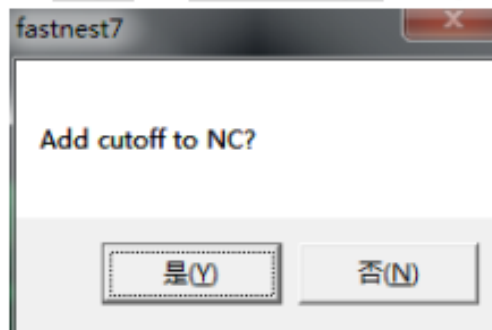 fastnest7
Add cutoff to NC?
是(Y) 否(N)